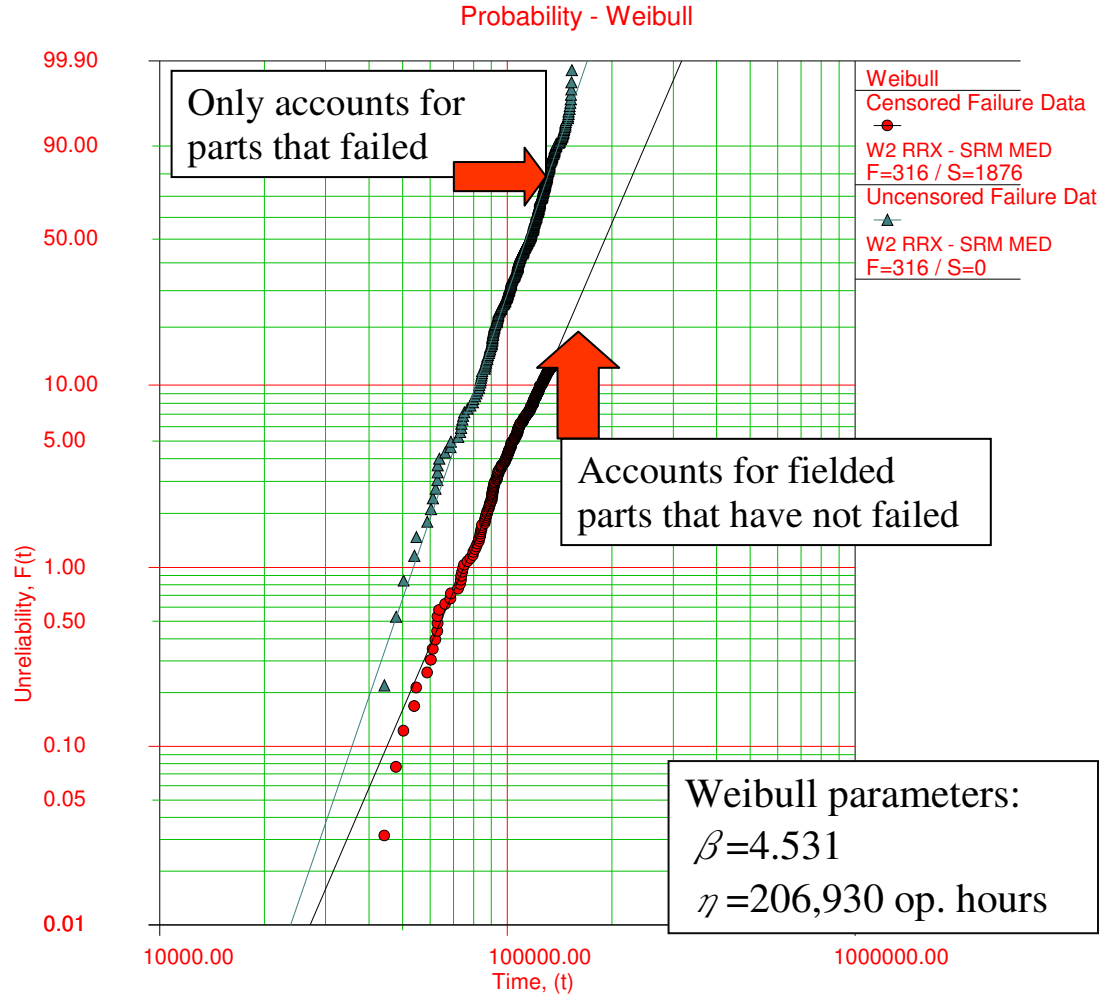 Probability - Weibull
99.90
90.00
50.00
10.00
5.00
1.00
0.50
0.10
0.05
0.01
Unreliability, F(t)
10000.00
100000.00
1000000.00
Time, (t)
Only accounts for
parts that failed
Accounts for fielded
parts that have not failed
Weibull parameters:
β=4.531
η=206,930 op. hours
Weibull
Censored Failure Data
W2 RRX - SRM MED
F=316 / S=1876
Uncensored Failure Dat
W2 RRX - SRM MED
F=316 / S=0